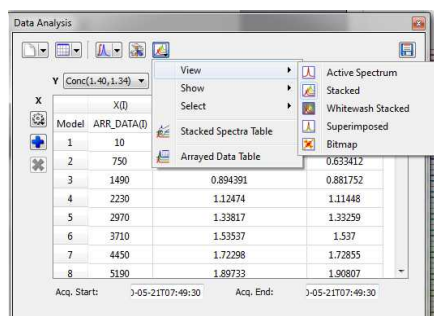 Data Analysis
View
Show
Select
Stacked Spectra Table
Arrayed Data Table
Active Spectrum
Stacked
Whitewash Stacked
Superimposed
Bitmap
Y Conc(1.40,1.34)
X X(I)
Model ARR_DATA(I)
1 10
2 750 0.633412
3 1490 0.894391 0.881752
4 2230 1.12474 1.11448
5 2970 1.33817 1.33259
6 3710 1.53537 1.537
7 4450 1.72298 1.72855
8 5190 1.89733 1.90807
Acq. Start: 0-05-21T07:49:30 Acq. End: 0-05-21T07:49:30